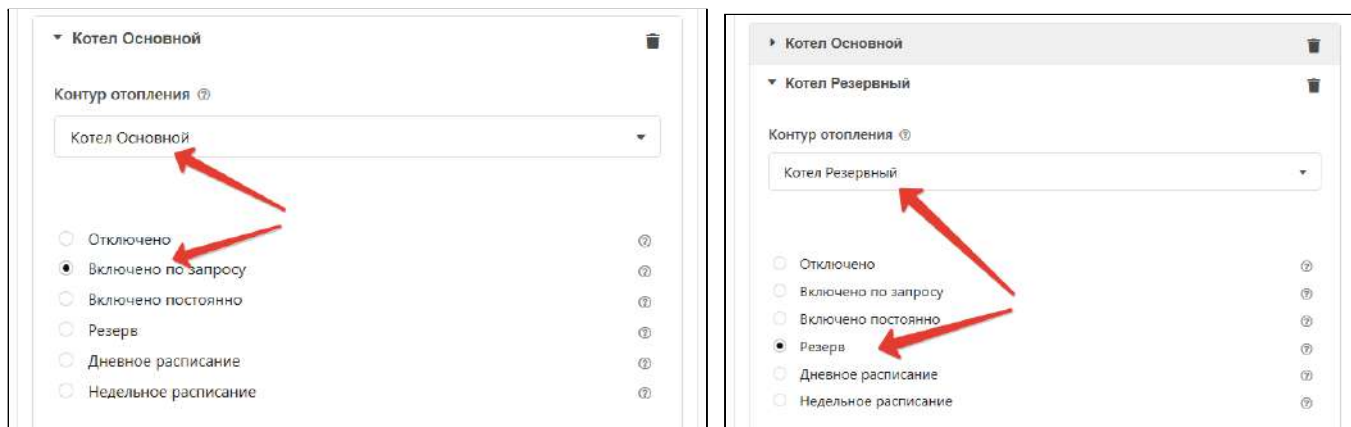 Котел Основной
Контур отопления
Котел Основной
Отключено
Включено по запросу
Включено постоянно
Резерв
Дневное расписание
Недельное расписание
Котел Основной
Котел Резервный
Контур отопления
Котел Резервный
Отключено
Включено по запросу
Включено постоянно
Резерв
Дневное расписание
Недельное расписание